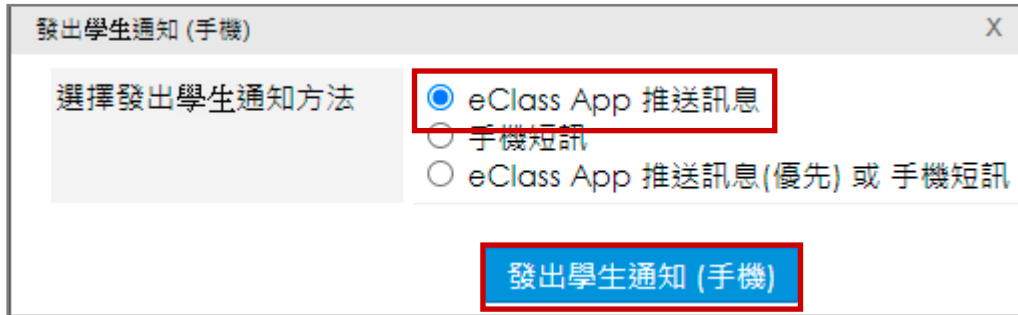 發出學生通知 (手機) X
選擇發出學生通知方法
eClass App 推送訊息
手機短訊
eClass App 推送訊息(優先) 或 手機短訊
發出學生通知 (手機)